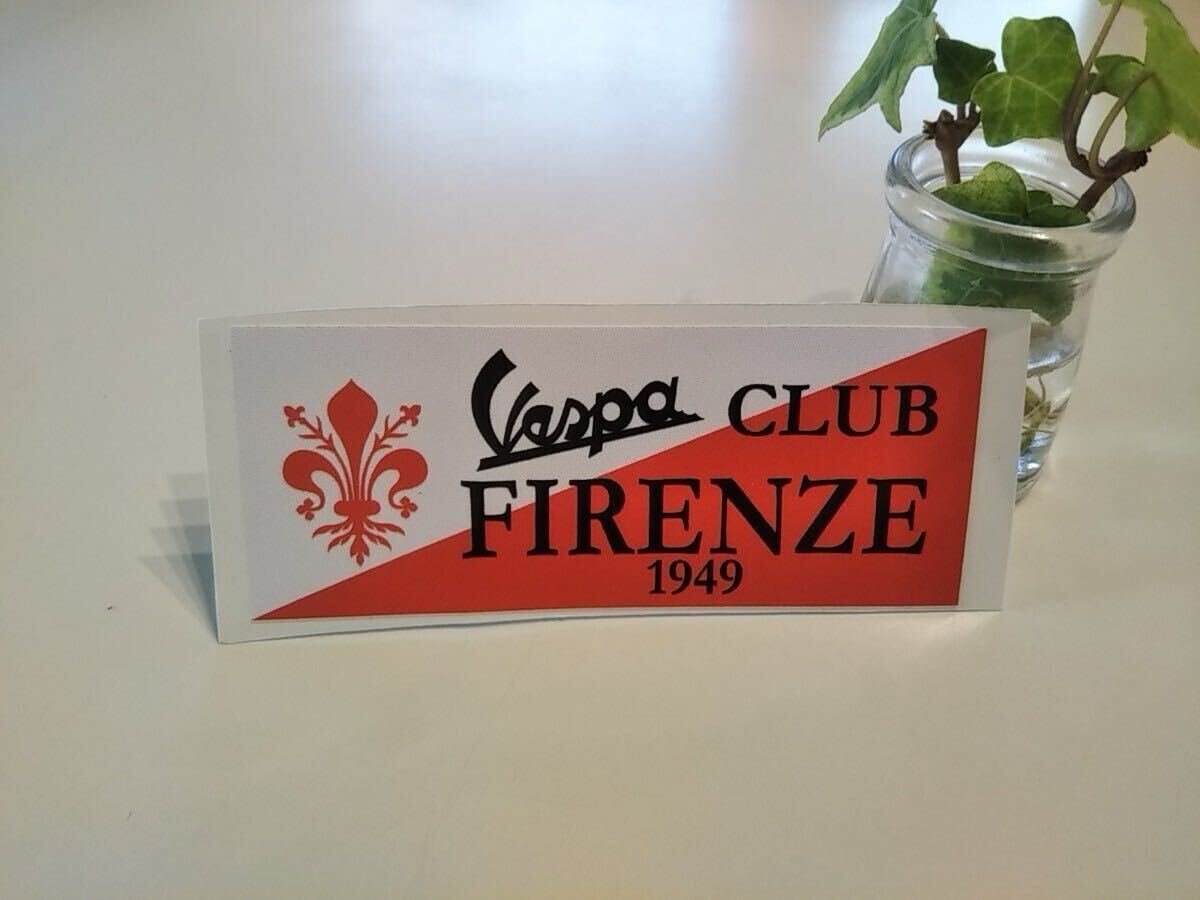 Vespa CLUB
FIRENZE
1949